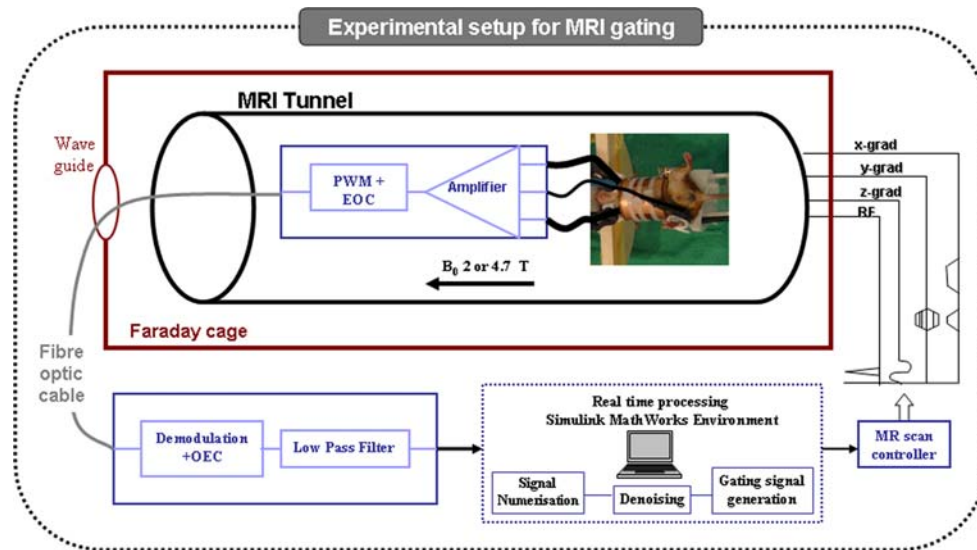 Experimental setup for MRI gating
MRI Tunnel
Wave
guide
PWM +
EOC
Amplifier
x-grad
y-grad
z-grad
RF
B₀ 2 or 4.7 T
Faraday cage
Fibre
optic
cable
Demodulation
+OEC
Low Pass Filter
Real time processing
Simulink MathWorks Environment
Signal
Numerisation
Denoising
Gating signal
generation
MR scan
controller